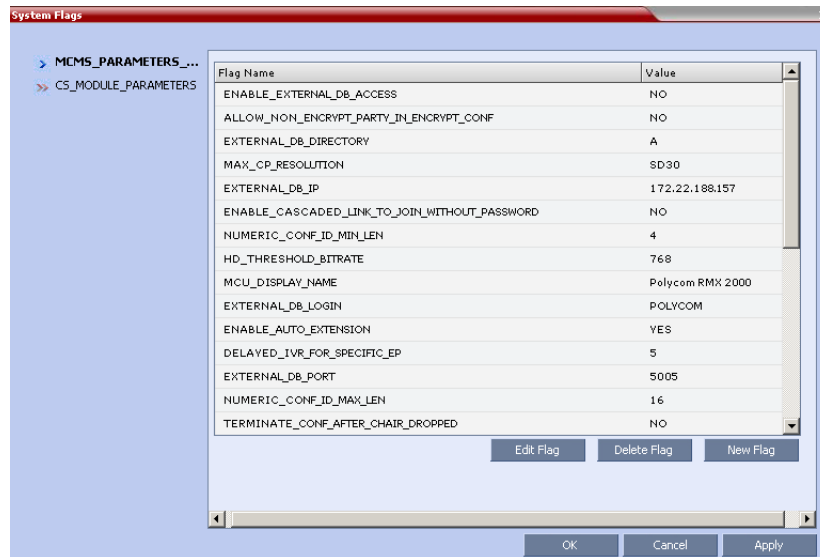 System Flags
MCMS_PARAMETERS_...
CS_MODULE_PARAMETERS
Flag Name Value
ENABLE_EXTERNAL_DB_ACCESS NO
ALLOW_NON_ENCRYPT_PARTY_IN_ENCRYPT_CONF NO
EXTERNAL_DB_DIRECTORY A
MAX_CP_RESOLUTION SD30
EXTERNAL_DB_IP 172.22.188.157
ENABLE_CASCADED_LINK_TO_JOIN_WITHOUT_PASSWORD NO
NUMERIC_CONF_ID_MIN_LEN 4
HD_THRESHOLD_BITRATE 768
MCU_DISPLAY_NAME Polycom RMX 2000
EXTERNAL_DB_LOGIN POLYCOM
ENABLE_AUTO_EXTENSION YES
DELAYED_IVR_FOR_SPECIFIC_EP 5
EXTERNAL_DB_PORT 5005
NUMERIC_CONF_ID_MAX_LEN 16
TERMINATE_CONF_AFTER_CHAIR_DROPPED NO
Edit Flag Delete Flag New Flag
OK Cancel Apply